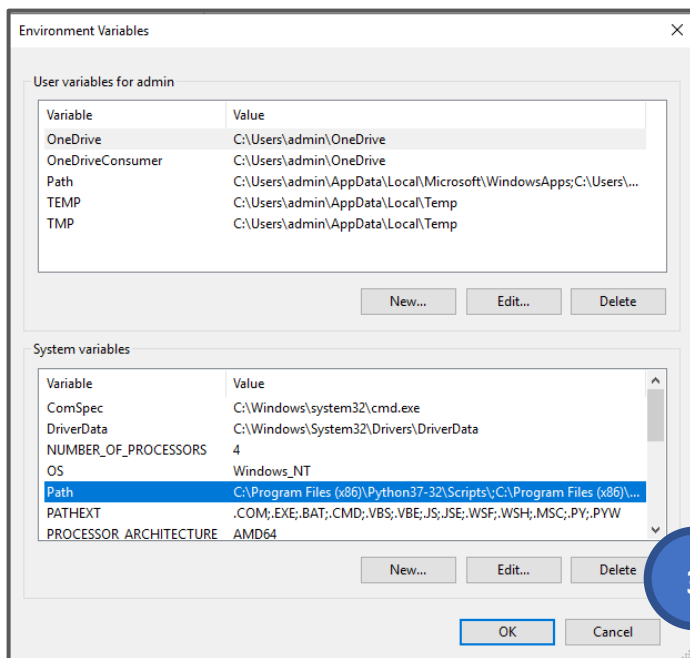 Environment Variables
User variables for admin
Variable Value
OneDrive C:\Users\admin\OneDrive
OneDriveConsumer C:\Users\admin\OneDrive
Path C:\Users\admin\AppData\Local\Microsoft\WindowsApps;C:\Users\...
TEMP C:\Users\admin\AppData\Local\Temp
TMP C:\Users\admin\AppData\Local\Temp
New... Edit... Delete
System variables
Variable Value
ComSpec C:\Windows\system32\cmd.exe
DriverData C:\Windows\System32\Drivers\DriverData
NUMBER_OF_PROCESSORS 4
OS Windows_NT
Path C:\Program Files (x86)\Python37-32\Scripts\;C:\Program Files (x86)\...
PATHEXT .COM;.EXE;.BAT;.CMD;.VBS;.VBE;.JS;.JSE;.WSF;.WSH;.MSC;.PY;.PYW
PROCESSOR_ARCHITECTURE AMD64
New... Edit... Delete
OK Cancel